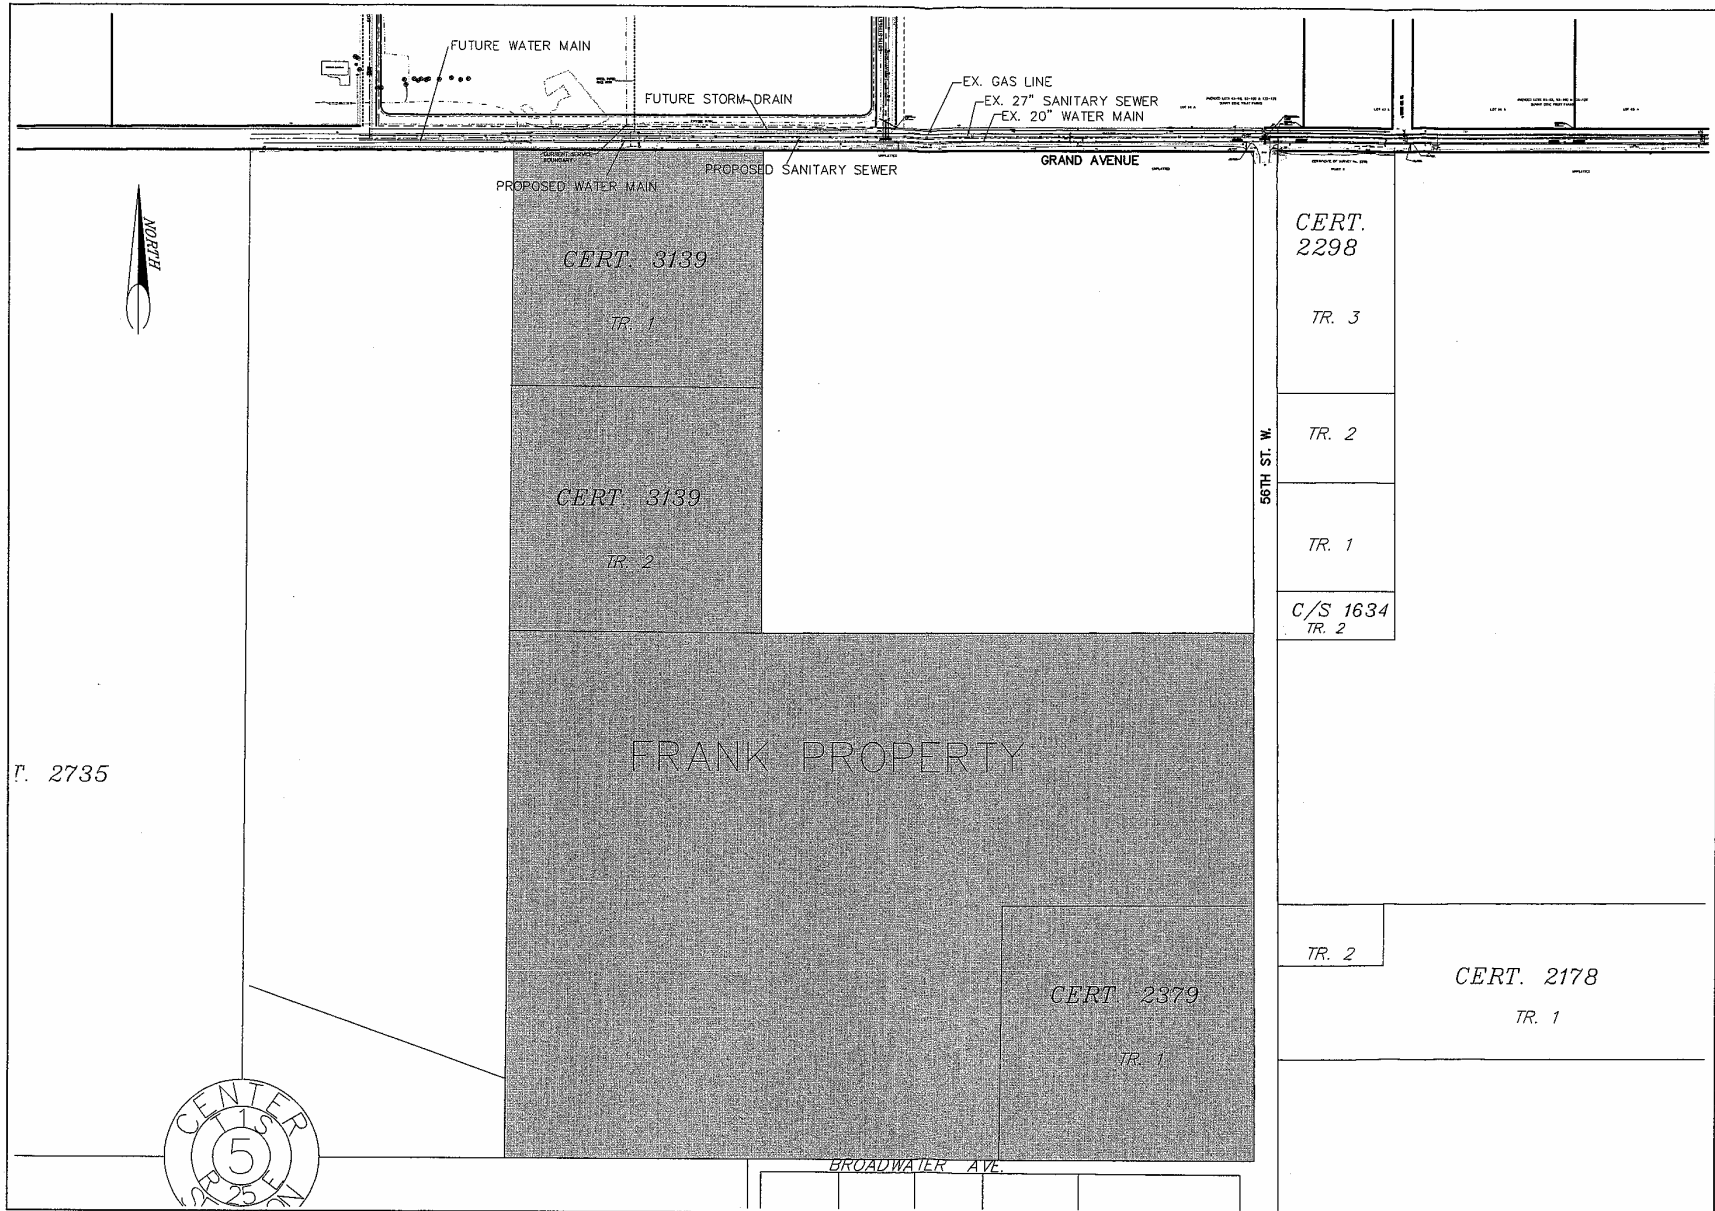 FUTURE WATER MAIN
FUTURE STORM DRAIN
EX. GAS LINE
EX. 27" SANITARY SEWER
EX. 20" WATER MAIN
GRAND AVENUE
PROPOSED SANITARY SEWER
PROPOSED WATER MAIN
NORTH
CERT. 3139
TR. 1
CERT. 3139
TR. 2
CERT.
2298
TR. 3
TR. 2
56TH ST. W.
TR. 1
C/S 1634
TR. 2
FRANK PROPERTY
T. 2735
TR. 2
CERT. 2178
TR. 1
CERT 2379
TR. 1
CENTER
T 1 S
5
R 25 E
BROADWATER AVE.